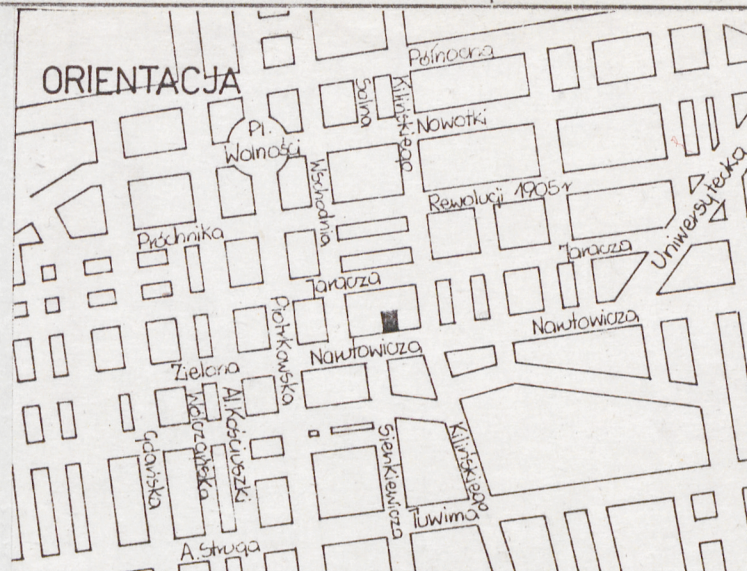 ORIENTACJA
Północna
Solna
Kilińskiego
Nowotki
Pl.
Wolności
Wschodnia
Rewolucji 1905r
Uniwersytecka
Próchnika
Jaracza
Jaracza
Piotrkowska
Narutowicza
Narutowicza
Zielona
Gdańska
Wólczańska
Al. Kościuszki
Sienkiewicza
Kilińskiego
Tuwima
A. Struga